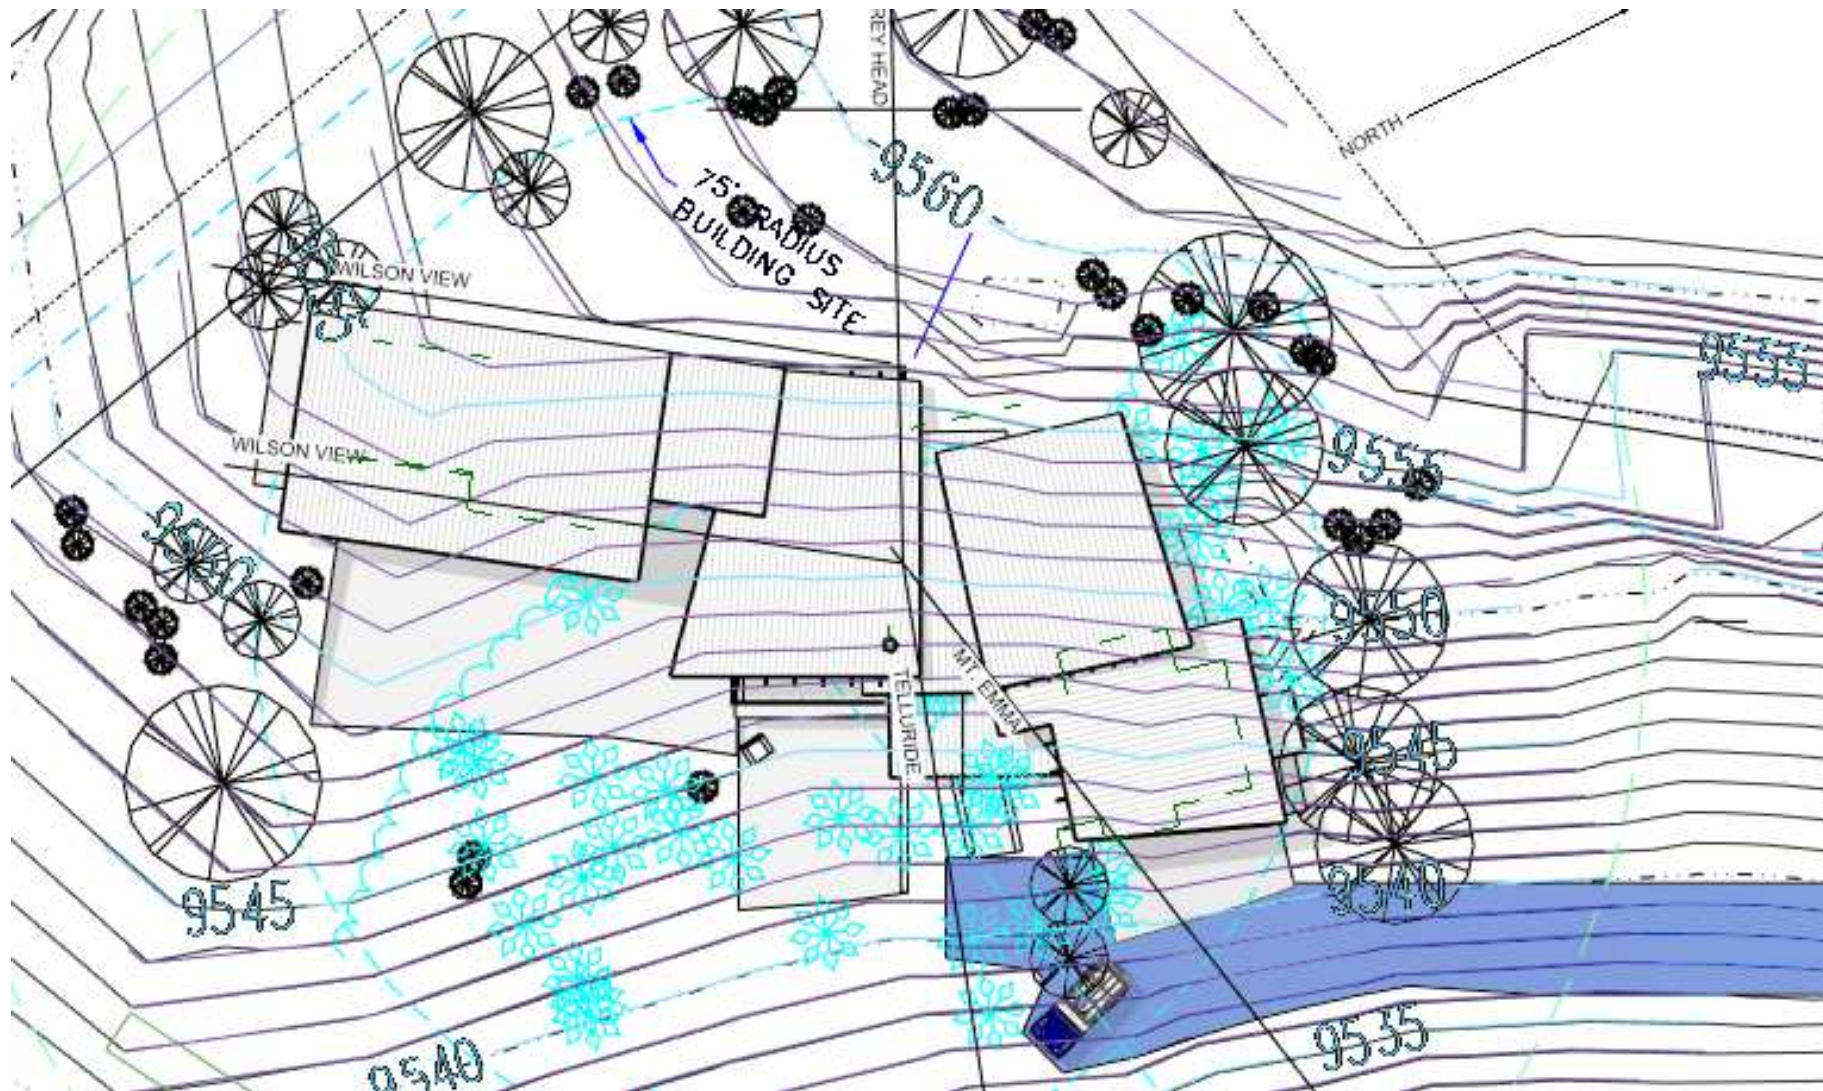 REY HEAD
NORTH
9560
75' RADIUS
BUILDING SITE
WILSON VIEW
9555
WILSON VIEW
9555
9550
9550
MT. EMMA
TELLURIDE
9545
9545
9540
9535
9540